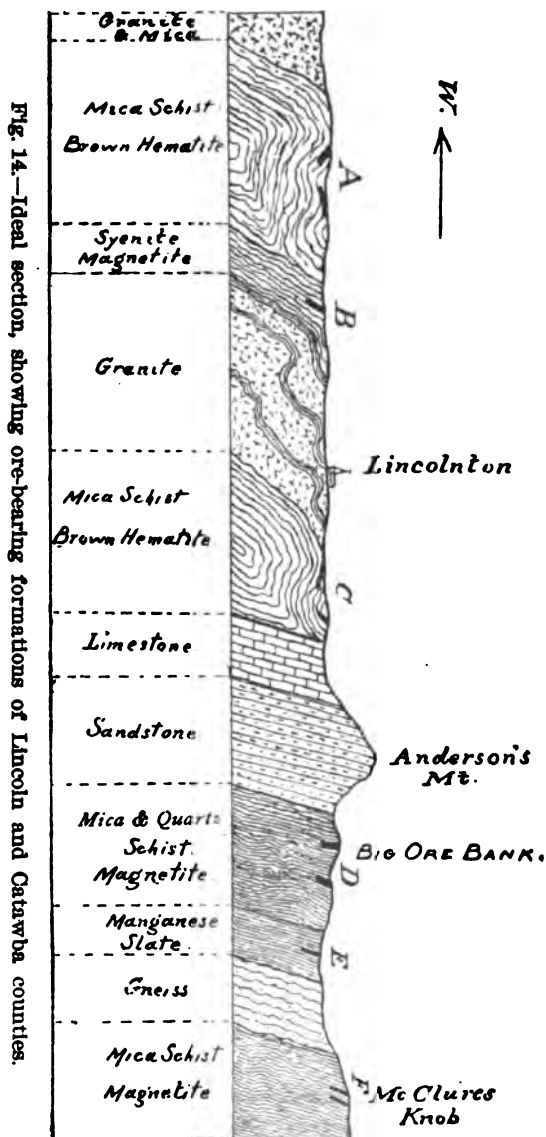 W.
Granite
& Mica
Mica Schist
Brown Hematite
A
Syenite
Magnetite
B
Granite
Lincolnton
Mica Schist
Brown Hematite
C
Limestone
Sandstone
Anderson's
Mt.
Mica & Quartz
Schist.
Magnetite
BIG ORE BANK.
D
Manganese
Slate
E
Gneiss
Mica Schist
Magnetite
F
McClures
Knob
Fig. 14.—Ideal section, showing ore-bearing formations of Lincoln and Catawba counties.